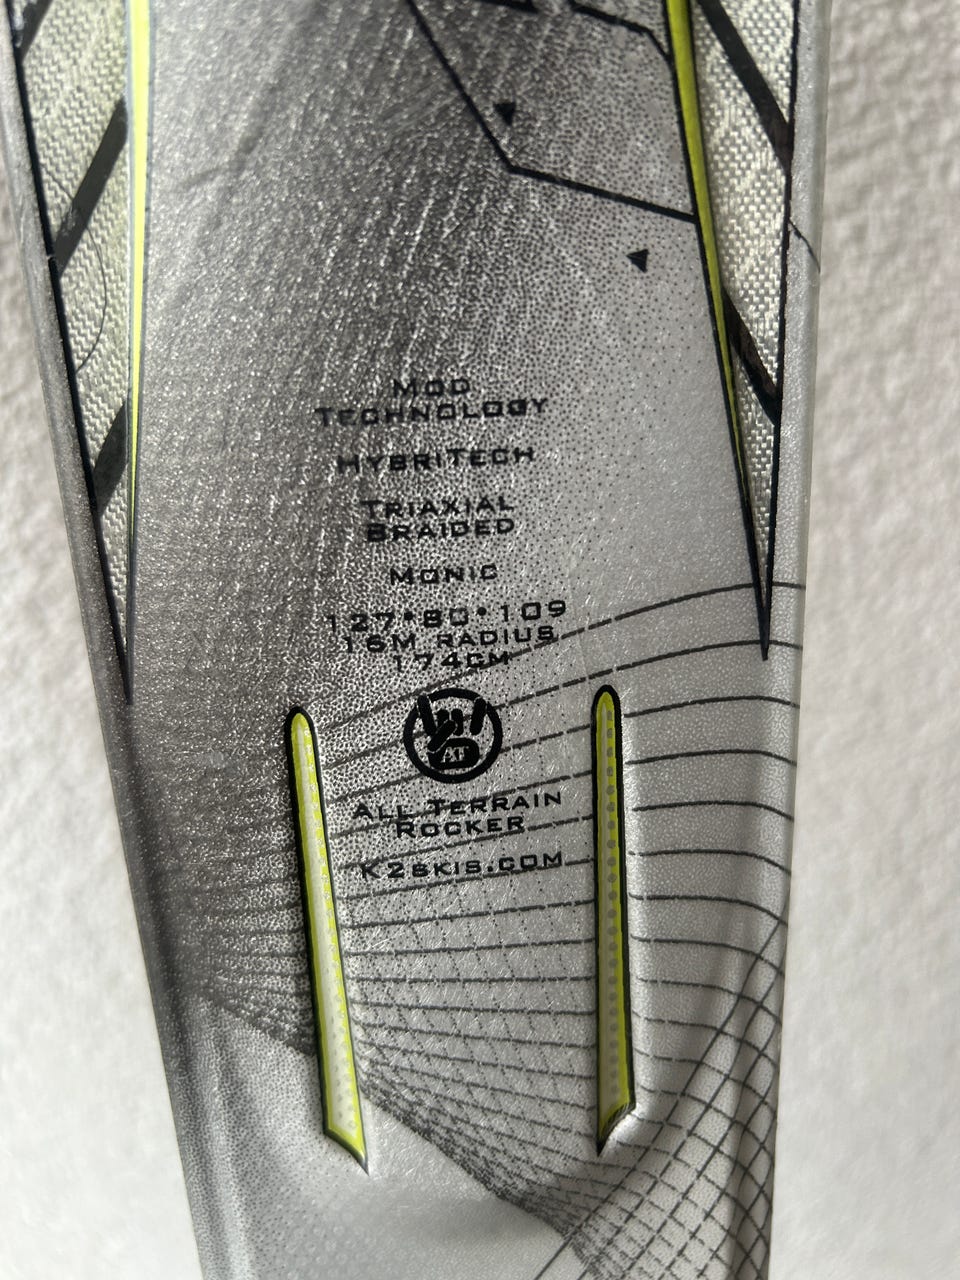 MOD
TECHNOLOGY
HYBRITECH
TRIAXIAL
BRAIDED
MONIC
127•80•109
16M RADIUS
174CM
AT
ALL TERRAIN
ROCKER
K2SKIS.COM